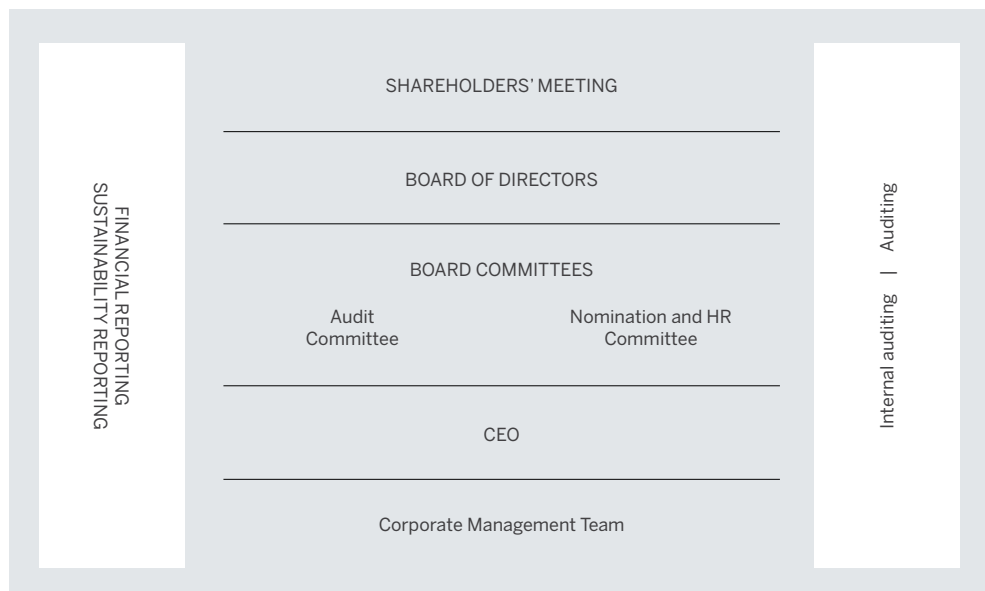 FINANCIAL REPORTING
SUSTAINABILITY REPORTING
SHAREHOLDERS’ MEETING
BOARD OF DIRECTORS
BOARD COMMITTEES
Audit
Committee
Nomination and HR
Committee
CEO
Corporate Management Team
Internal auditing | Auditing